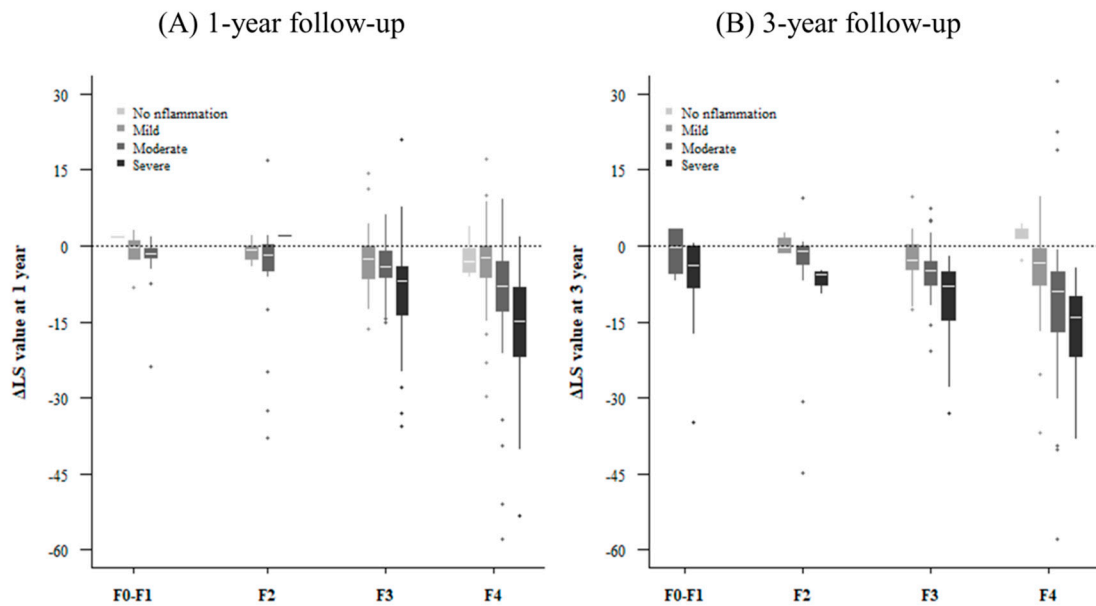 (A) 1-year follow-up
(B) 3-year follow-up
ΔLS value at 1 year
30
15
0
-15
-30
-45
-60
No nflammation
Mild
Moderate
Severe
F0-F1
F2
F3
F4
ΔLS value at 3 year
30
15
0
-15
-30
-45
-60
No nflammation
Mild
Moderate
Severe
F0-F1
F2
F3
F4